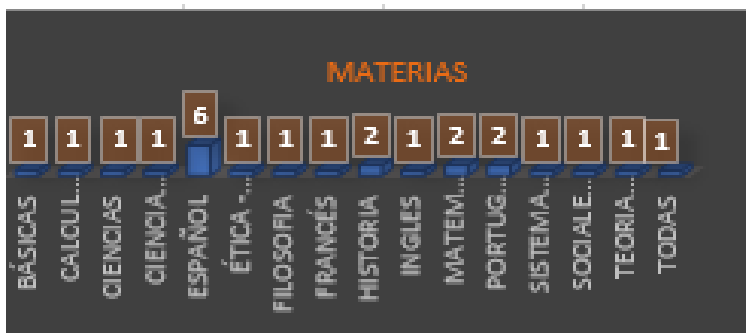 MATERIAS
1 1 1 1 6 1 1 1 2 1 2 2 1 1 1 1
BÁSICAS
CALCUL...
CIENCIAS
CIENCIA...
ESPAÑOL
ÉTICA -...
FILOSOFIA
FRANCÉS
HISTORIA
INGLES
MATEM...
PORTUG...
SISTEMA...
SOCIALE...
TEORIA...
TODAS